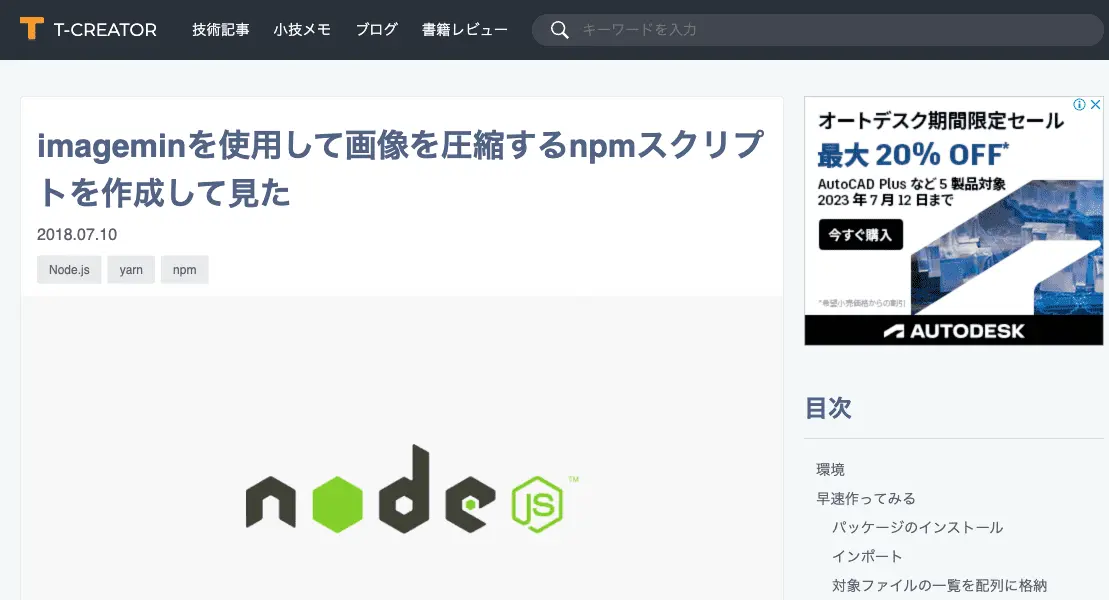 T-CREATOR 技術記事 小技メモ ブログ 書籍レビュー キーワードを入力
imageminを使用して画像を圧縮するnpmスクリプ
トを作成して見た
2018.07.10
Node.js yarn npm
node JS ™
オートデスク期間限定セール
最大 20% OFF*
AutoCAD Plus など 5 製品対象
2023 年 7 月 12 日まで
今すぐ購入
*希望小売価格からの割引
AUTODESK
目次
環境
早速作ってみる
パッケージのインストール
インポート
対象ファイルの一覧を配列に格納